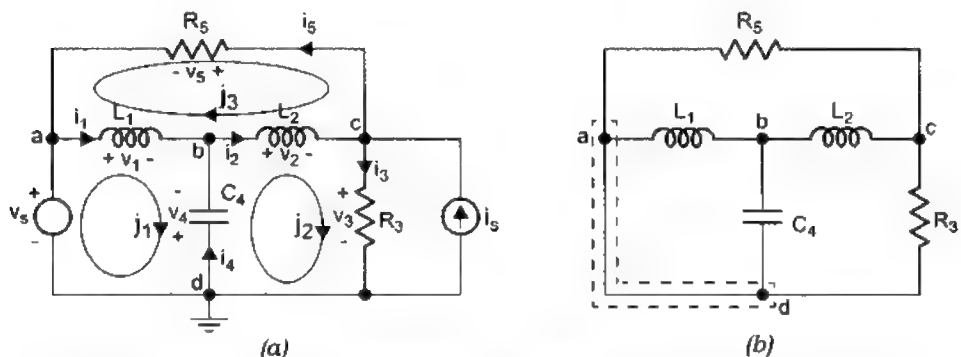 R5
i5
- v5 +
j3
a
i1
L1
+ v1 -
b
i2
L2
+ v2 -
c
i3
+
vs
-
j1
-
v4
+
C4
i4
j2
+
v3
-
R3
is
d
(a)
R5
a
L1
b
L2
c
C4
R3
d
(b)